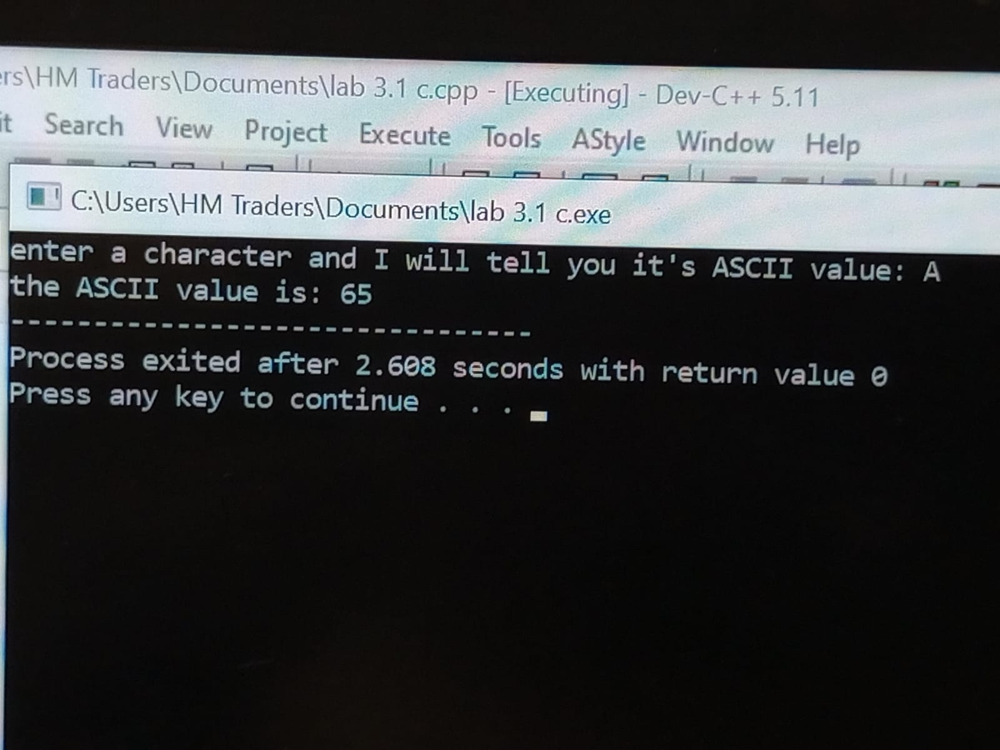 \HM Traders\Documents\lab 3.1 c.cpp - [Executing] - Dev-C++ 5.11
Search View Project Execute Tools AStyle Window Help
C:\Users\HM Traders\Documents\lab 3.1 c.exe
enter a character and I will tell you it's ASCII value: A
the ASCII value is: 65
--------------------------------
Process exited after 2.608 seconds with return value 0
Press any key to continue . . .